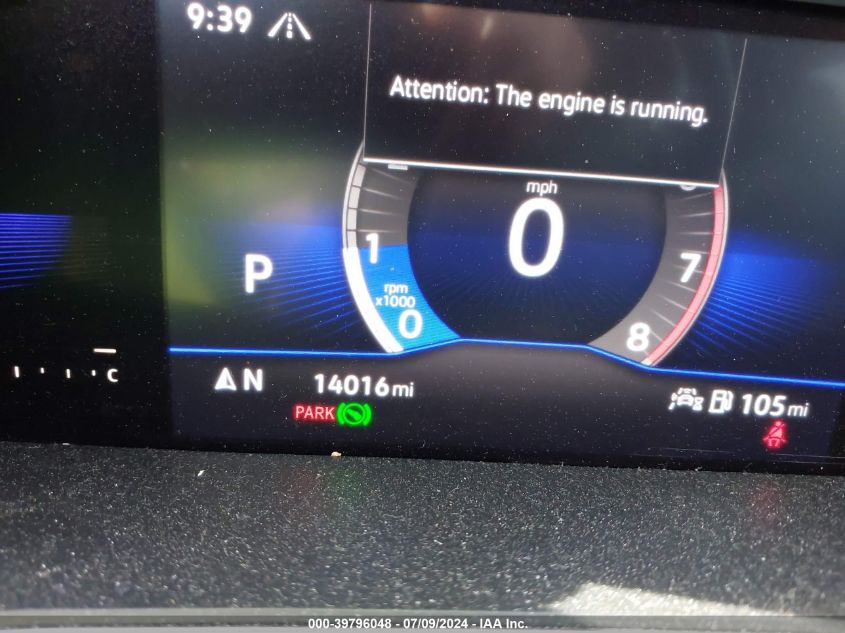 9:39
Attention: The engine is running.
mph
0
1
7
P
rpm
x1000
0
8
C
N
14016 mi
105 mi
PARK
000-39796048 - 07/09/2024 - IAA Inc.